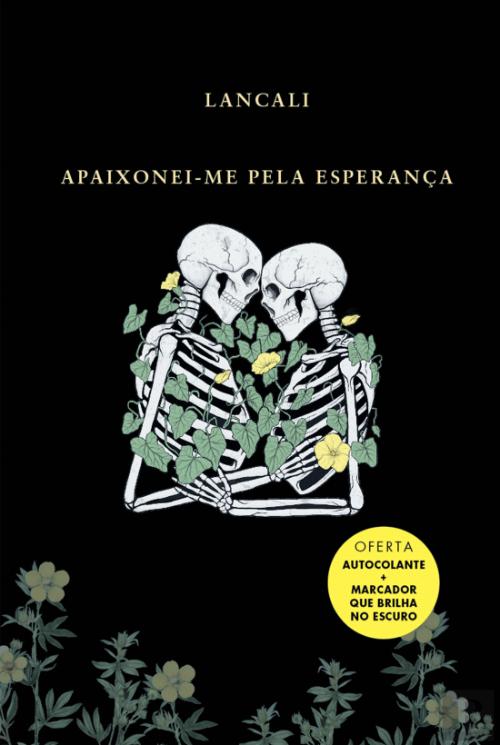 LANCALI
APAIXONEI-ME PELA ESPERANÇA
OFERTA
AUTOCOLANTE
+
MARCADOR
QUE BRILHA
NO ESCURO